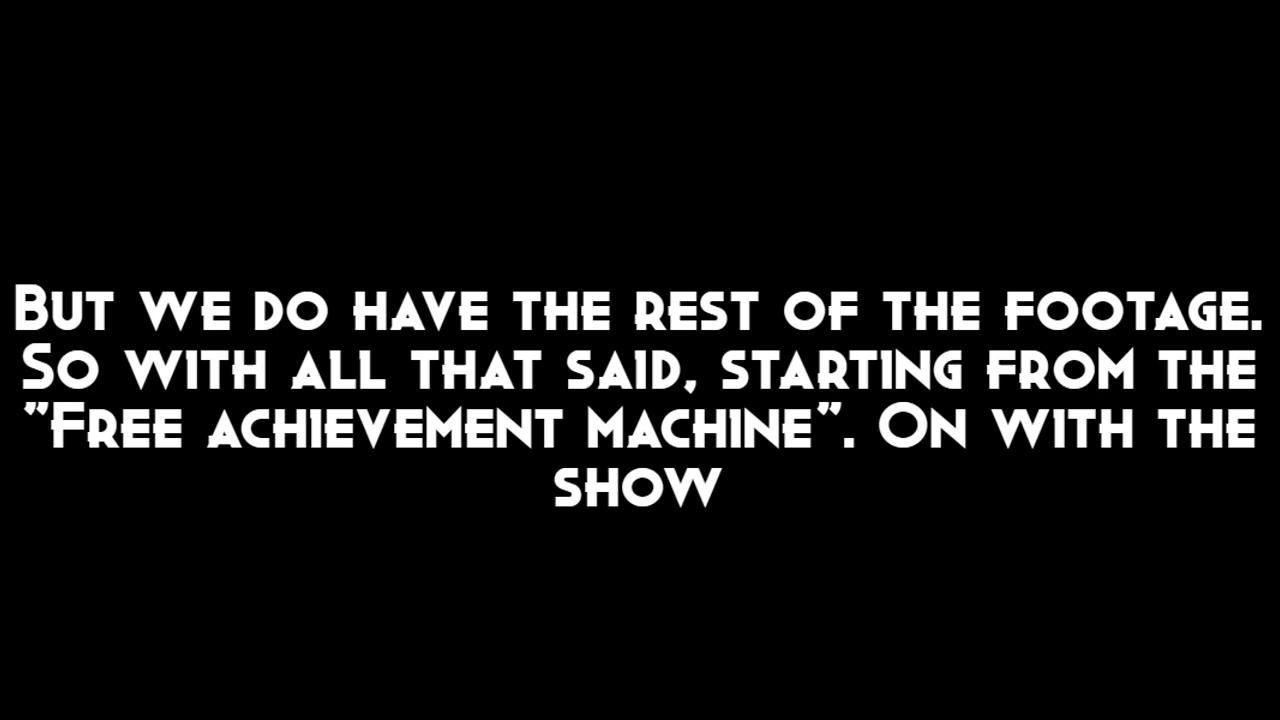 But we do have the rest of the footage.
So with all that said, starting from the
"Free achievement machine". On with the
show